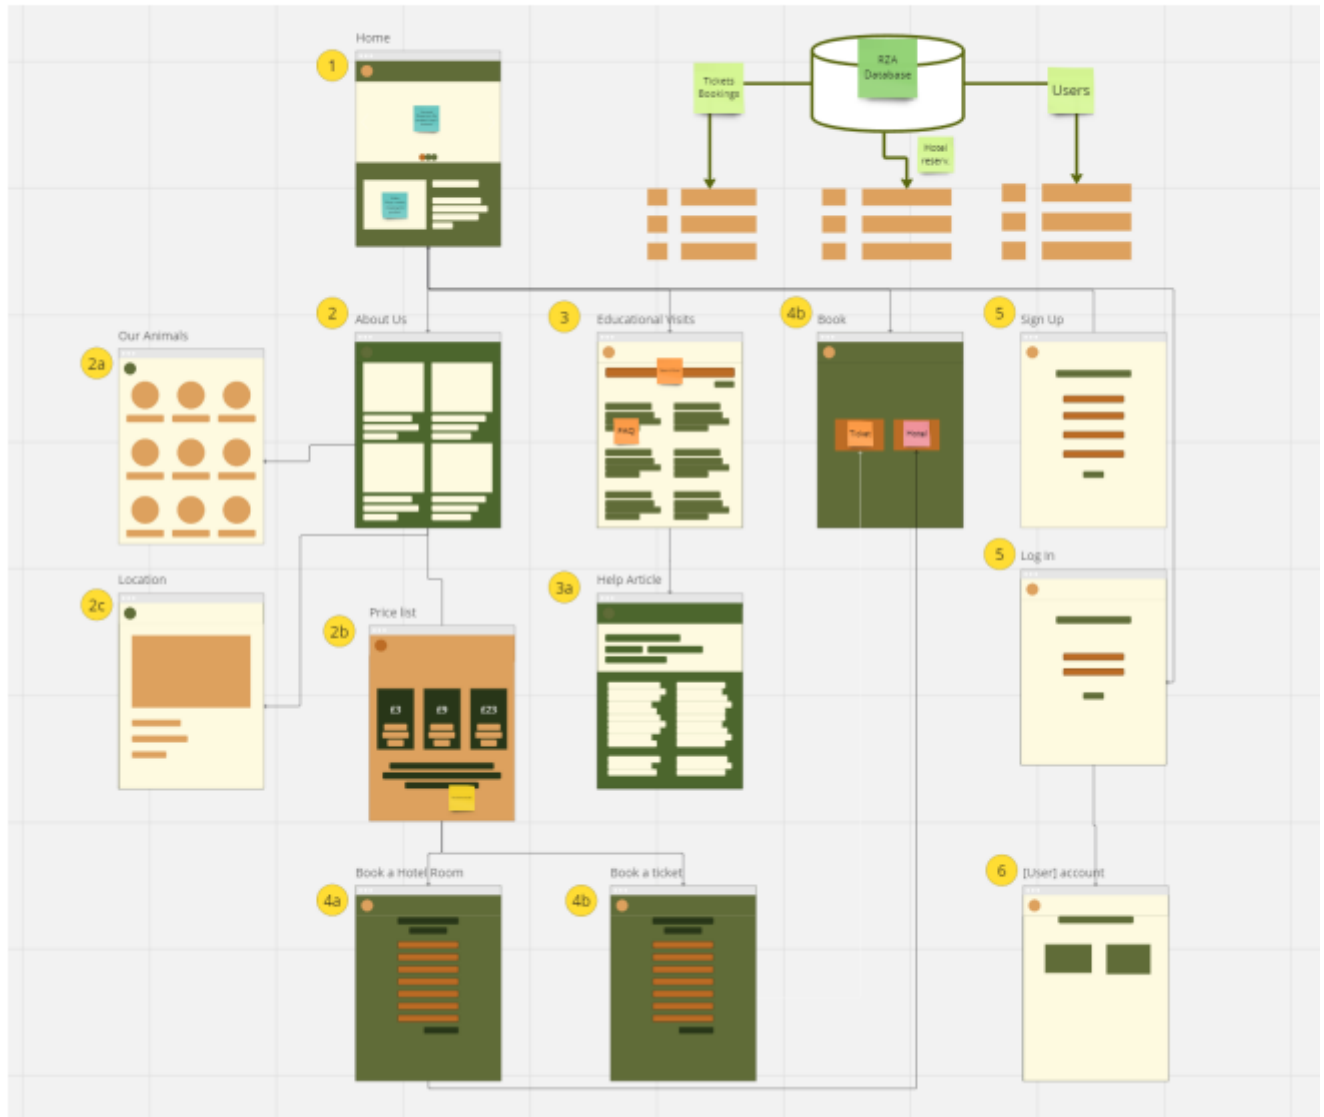 Home
1
RZA
Database
Tickets
Bookings
Users
Hotel
reserv.
2
About Us
3
Educational Visits
4b
Book
5
Sign Up
Our Animals
2a
FAQ
Ticket
Hotel
5
Log In
Location
2c
Price list
2b
3a
Help Article
£3
£9
£23
Book a Hotel Room
4a
Book a ticket
4b
6
[User] account